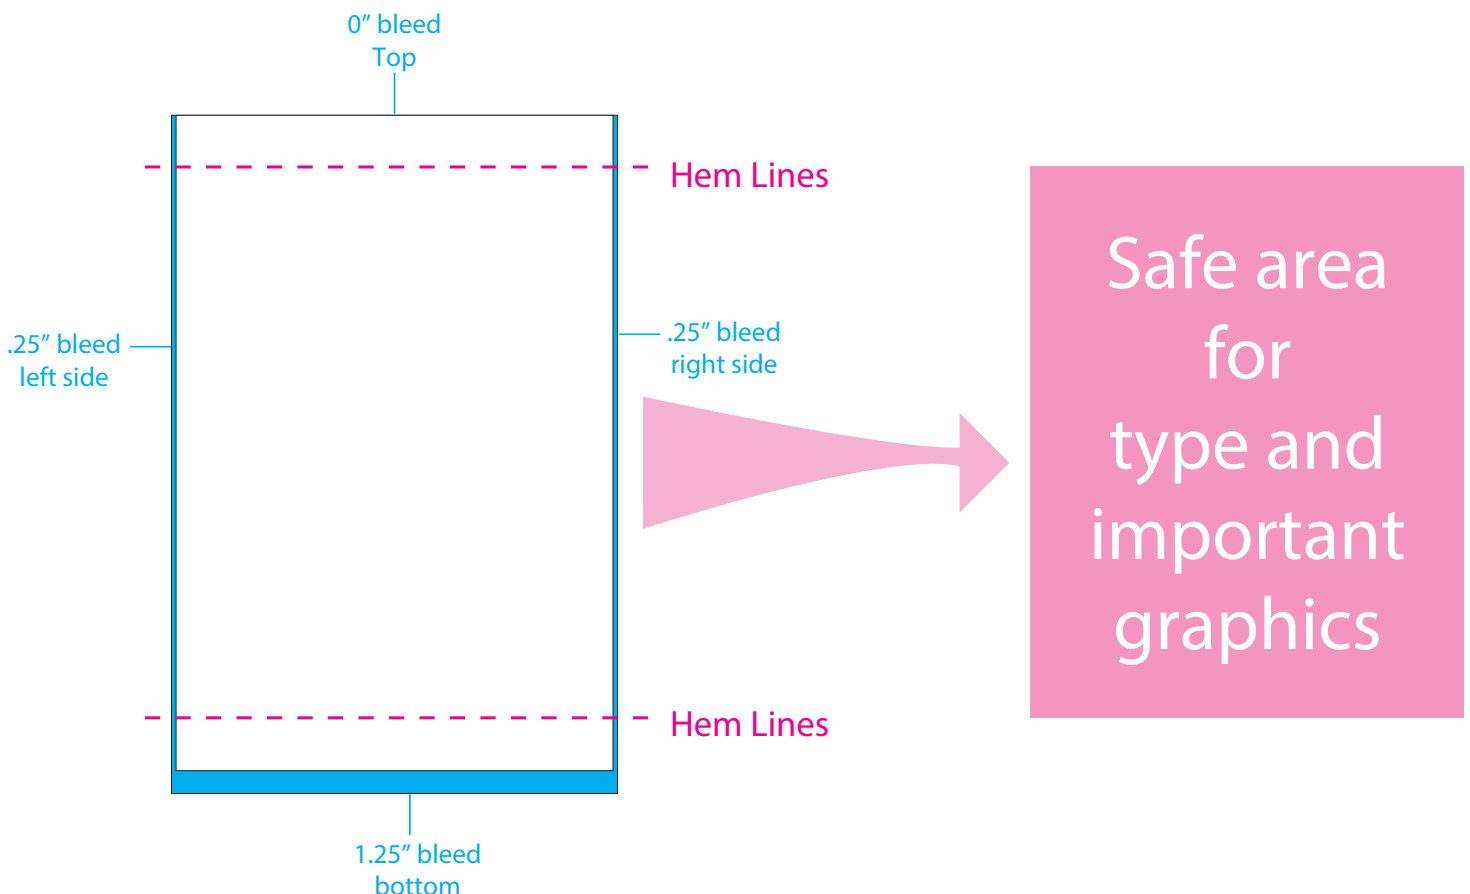 0” bleed
Top
Hem Lines
.25” bleed
left side
.25” bleed
right side
Safe area
for
type and
important
graphics
Hem Lines
1.25” bleed
bottom